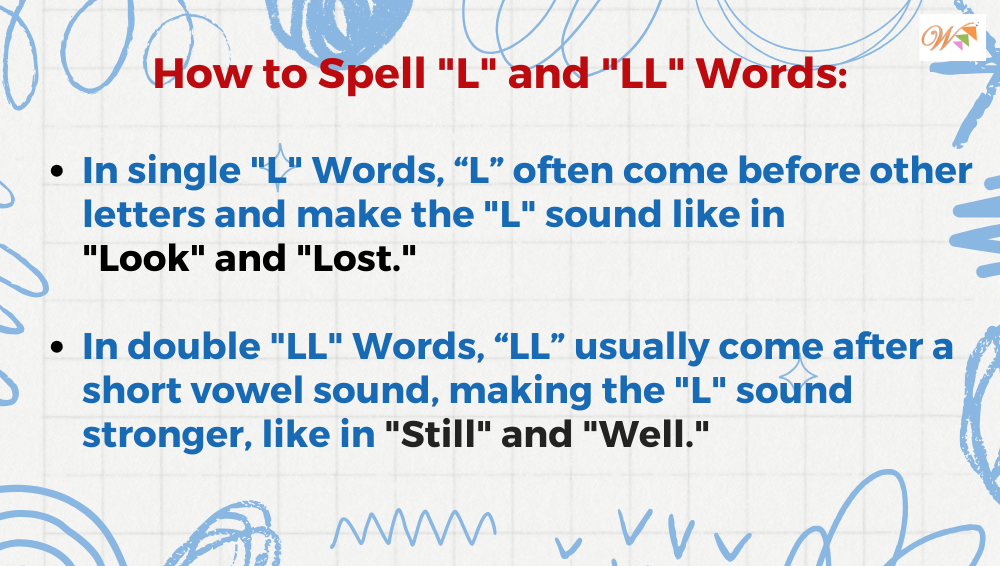 How to Spell "L" and "LL" Words:
• In single "L" Words, “L” often come before other
letters and make the "L" sound like in
"Look" and "Lost."
• In double "LL" Words, “LL” usually come after a
short vowel sound, making the "L" sound
stronger, like in "Still" and "Well."
W